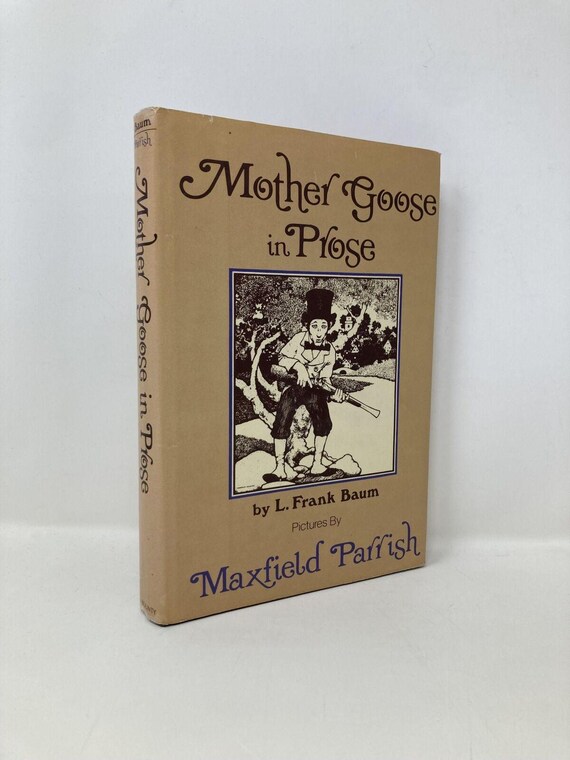 Baum
Parrish
Mother Goose in Prose
Mother Goose
in Prose
by L. Frank Baum
Pictures By
Maxfield Parrish